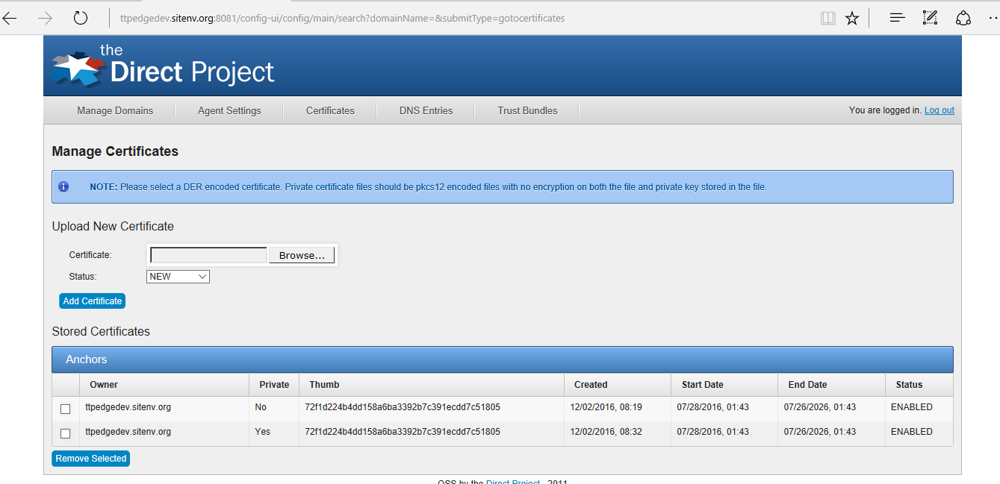 ttpedgedev.sitenv.org:8081/config-ui/config/main/search?domainName=&submitType=gotocertificates
the
Direct Project
Manage Domains Agent Settings Certificates DNS Entries Trust Bundles You are logged in. Log out
Manage Certificates
NOTE: Please select a DER encoded certificate. Private certificate files should be pkcs12 encoded files with no encryption on both the file and private key stored in the file.
Upload New Certificate
Certificate: Browse...
Status: NEW
Add Certificate
Stored Certificates
Anchors
Owner Private Thumb Created Start Date End Date Status
ttpedgedev.sitenv.org No 72f1d224b4dd158a6ba3392b7c391ecdd7c51805 12/02/2016, 08:19 07/28/2016, 01:43 07/26/2026, 01:43 ENABLED
ttpedgedev.sitenv.org Yes 72f1d224b4dd158a6ba3392b7c391ecdd7c51805 12/02/2016, 08:32 07/28/2016, 01:43 07/26/2026, 01:43 ENABLED
Remove Selected
OSS by the Direct Project, 2011